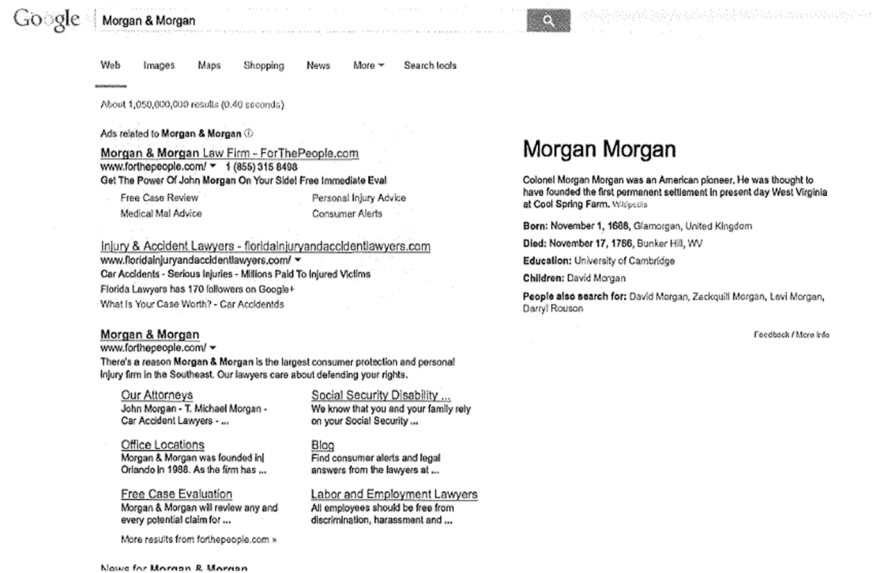 Google
Morgan & Morgan
Web Images Maps Shopping News More Search tools
About 1,050,000,000 results (0.40 seconds)
Ads related to Morgan & Morgan
Morgan & Morgan Law Firm - ForThePeople.com
www.forthepeople.com/ 1 (855) 315 8498
Get The Power Of John Morgan On Your Side! Free Immediate Eval
Free Case Review Personal Injury Advice
Medical Mal Advice Consumer Alerts
Injury & Accident Lawyers - floridainjuryandaccidentlawyers.com
www.floridainjuryandaccidentlawyers.com/
Car Accidents - Serious Injuries - Millions Paid To Injured Victims
Florida Lawyers has 170 followers on Google+
What Is Your Case Worth? - Car Accidentds
Morgan & Morgan
www.forthepeople.com/
There's a reason Morgan & Morgan is the largest consumer protection and personal
injury firm in the Southeast. Our lawyers care about defending your rights.
Our Attorneys
John Morgan - T. Michael Morgan -
Car Accident Lawyers - ...
Social Security Disability ...
We know that you and your family rely
on your Social Security ...
Office Locations
Morgan & Morgan was founded in
Orlando in 1988. As the firm has ...
Blog
Find consumer alerts and legal
answers from the lawyers at ...
Free Case Evaluation
Morgan & Morgan will review any and
every potential claim for ...
Labor and Employment Lawyers
All employees should be free from
discrimination, harassment and ...
More results from forthepeople.com »
News for Morgan & Morgan
Morgan Morgan
Colonel Morgan Morgan was an American pioneer. He was thought to
have founded the first permanent settlement in present day West Virginia
at Cool Spring Farm. Wikipedia
Born: November 1, 1688, Glamorgan, United Kingdom
Died: November 17, 1766, Bunker Hill, WV
Education: University of Cambridge
Children: David Morgan
People also search for: David Morgan, Zackquill Morgan, Levi Morgan,
Darryl Rouson
Feedback / More info